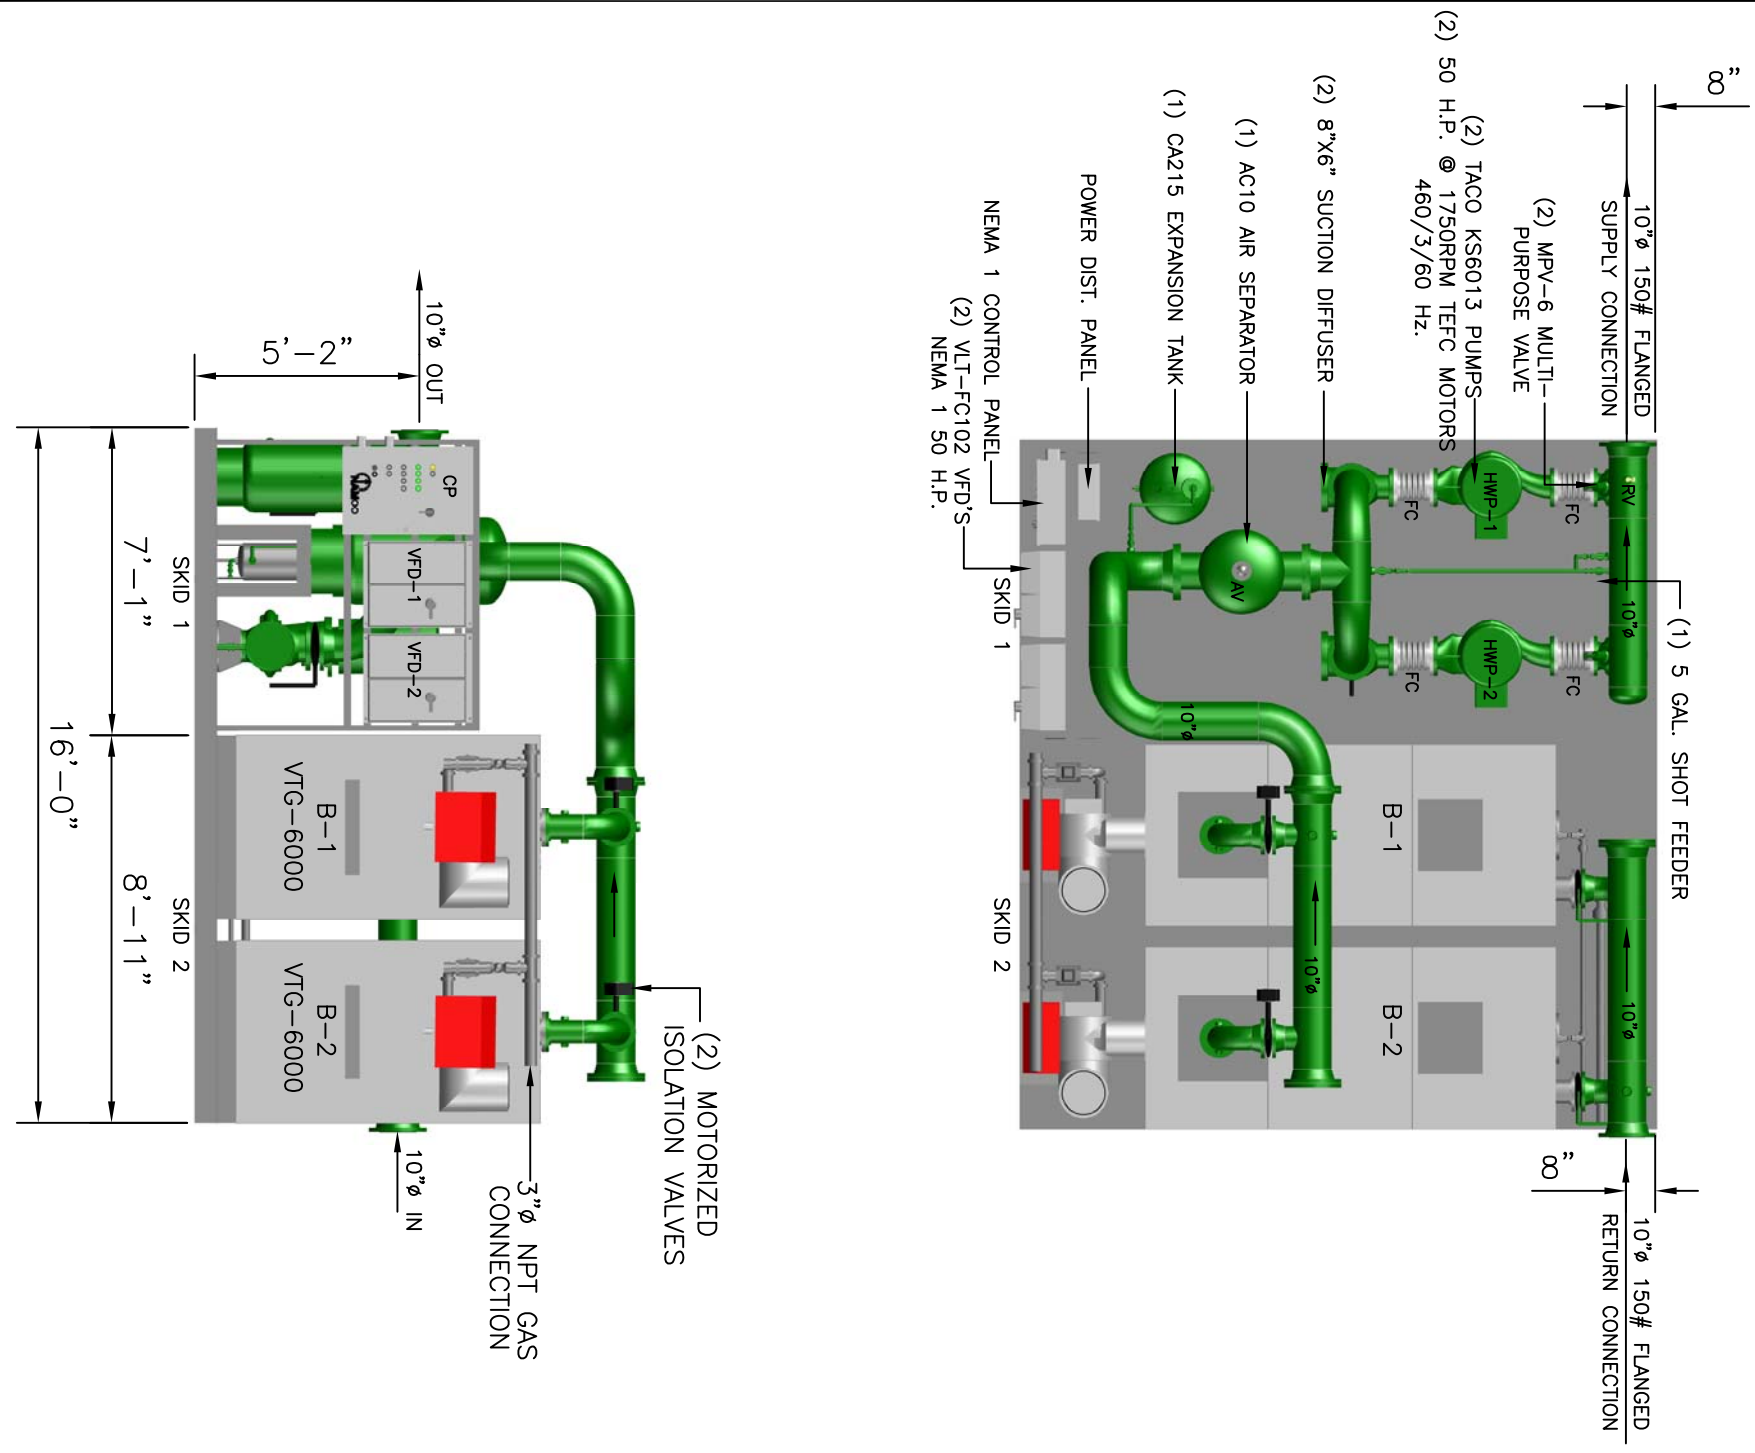 8"
10"ø 150# FLANGED
SUPPLY CONNECTION
(2) MPV-6 MULTI-
PURPOSE VALVE
(2) TACO KS6013 PUMPS
(2) 50 H.P. @ 1750RPM TEFC MOTORS
460/3/60 Hz.
(2) 8"X6" SUCTION DIFFUSER
(1) AC10 AIR SEPARATOR
(1) CA215 EXPANSION TANK
POWER DIST. PANEL
NEMA 1 CONTROL PANEL
(2) VLT-FC102 VFD'S
NEMA 1 50 H.P.
RV
FC
HWP-1
FC
10"ø
FC
HWP-2
FC
AV
(1) 5 GAL. SHOT FEEDER
SKID 1
10"ø
B-1
10"ø
B-2
10"ø
SKID 2
8"
10"ø 150# FLANGED
RETURN CONNECTION
10"ø OUT
5'-2"
CP
VFD-1
VFD-2
SKID 1
7'-1"
16'-0"
B-1
VTG-6000
B-2
VTG-6000
SKID 2
8'-11"
(2) MOTORIZED
ISOLATION VALVES
3"ø NPT GAS
CONNECTION
10"ø IN